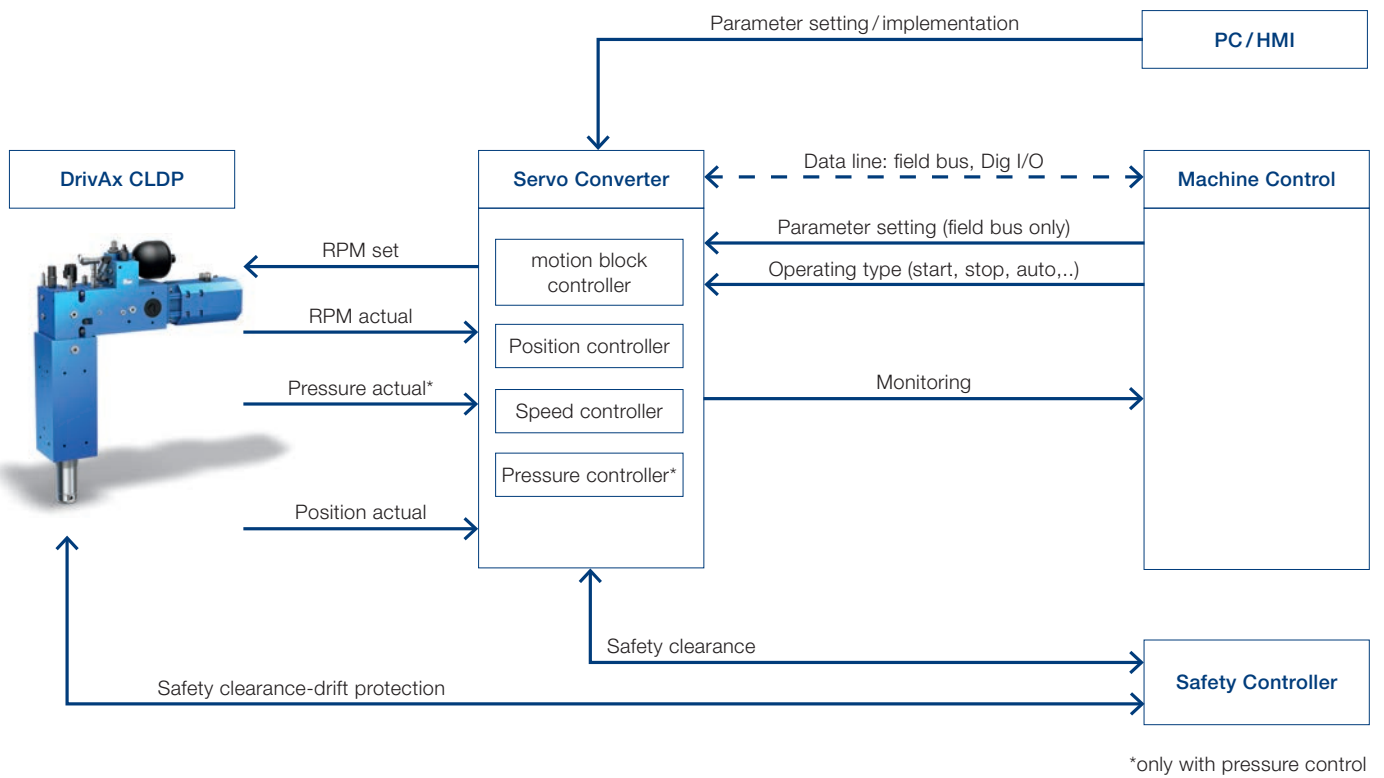 Parameter setting/implementation
PC/HMI
DrivAx CLDP
Servo Converter
Data line: field bus, Dig I/O
Machine Control
Parameter setting (field bus only)
Operating type (start, stop, auto,..)
RPM set
motion block
controller
RPM actual
Position controller
Pressure actual*
Speed controller
Monitoring
Pressure controller*
Position actual
Safety clearance
Safety clearance-drift protection
Safety Controller
*only with pressure control